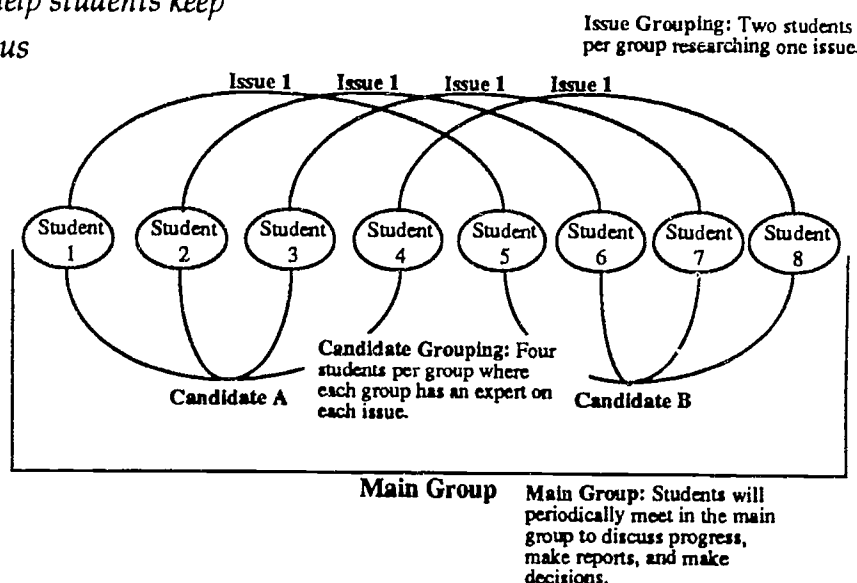 help students keep
us
Issue Grouping: Two students
per group researching one issue.
Issue 1 Issue 1 Issue 1 Issue 1
Student Student Student Student Student Student Student Student
1 2 3 4 5 6 7 8
Candidate Grouping: Four
students per group where
each group has an expert on
each issue.
Candidate A
Candidate B
Main Group
Main Group: Students will
periodically meet in the main
group to discuss progress,
make reports, and make
decisions.